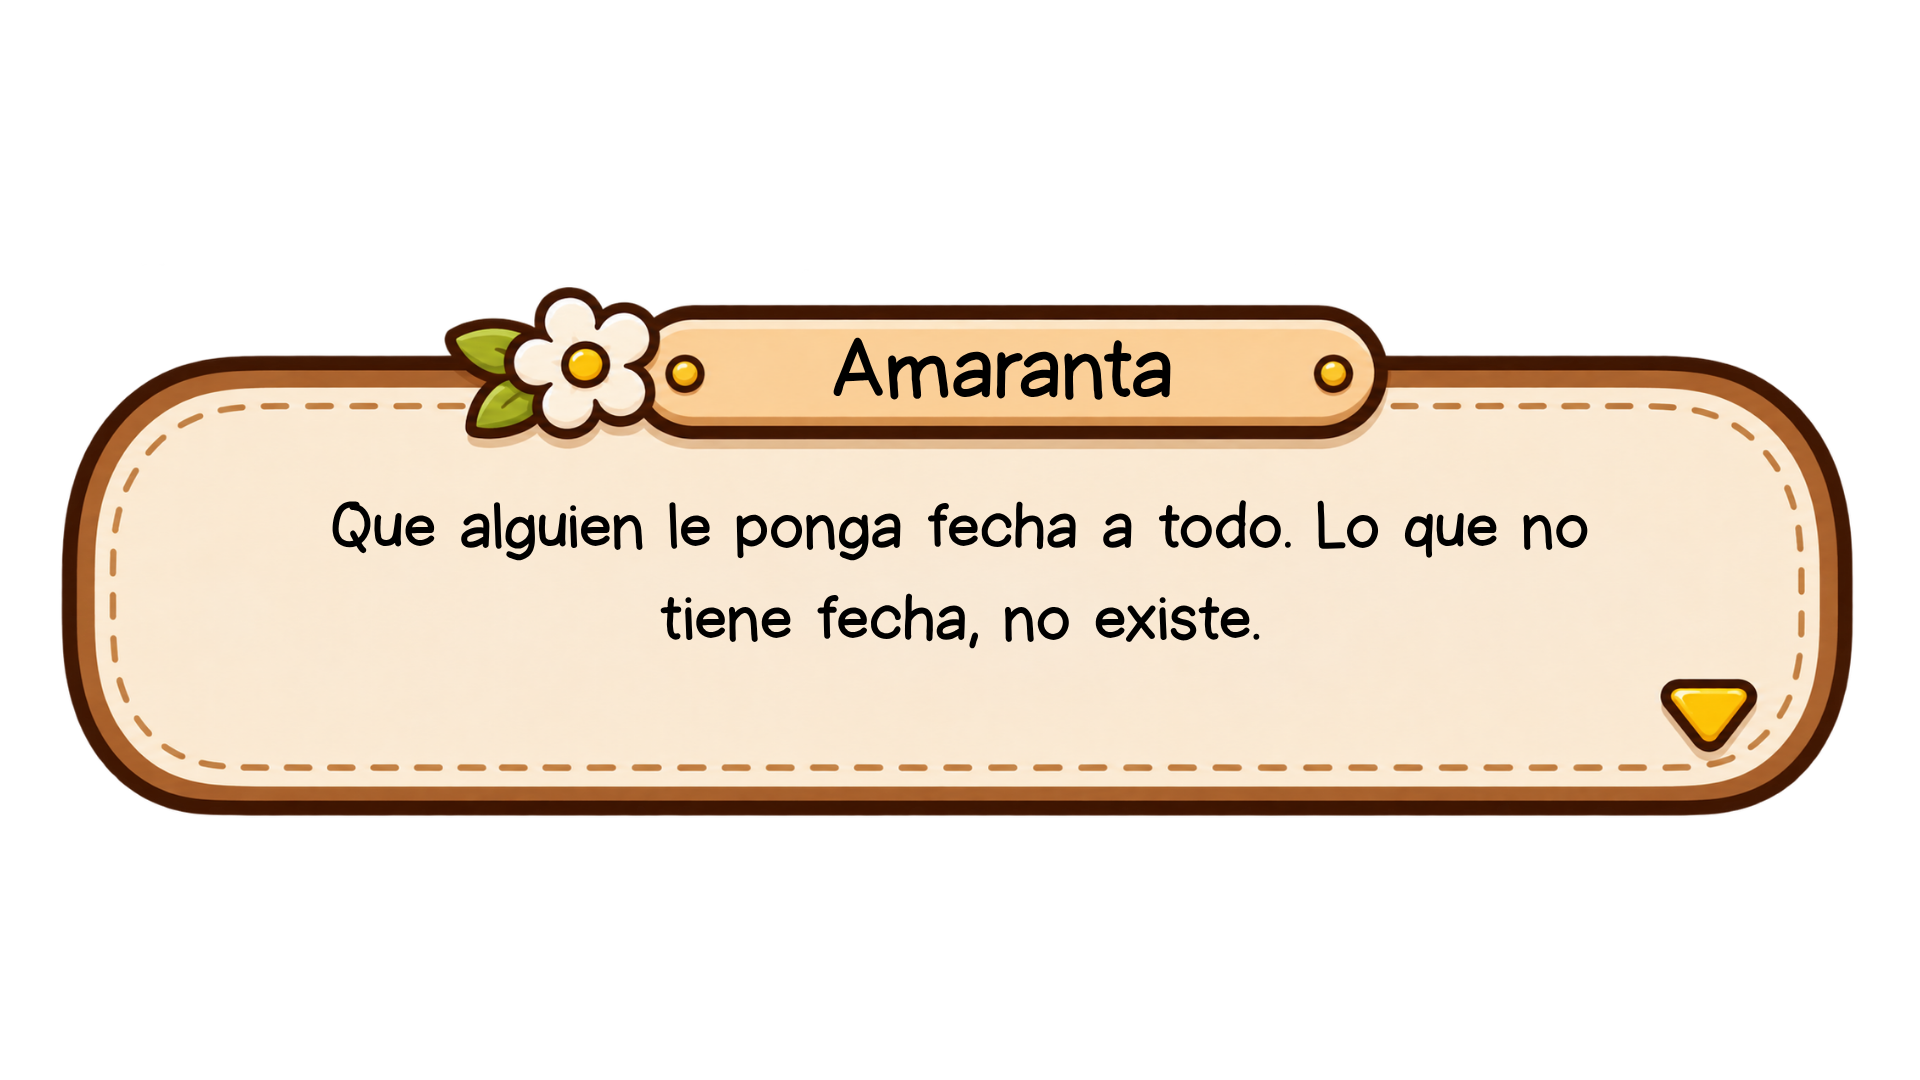 Amaranta
Que alguien le ponga fecha a todo. Lo que no
tiene fecha, no existe.